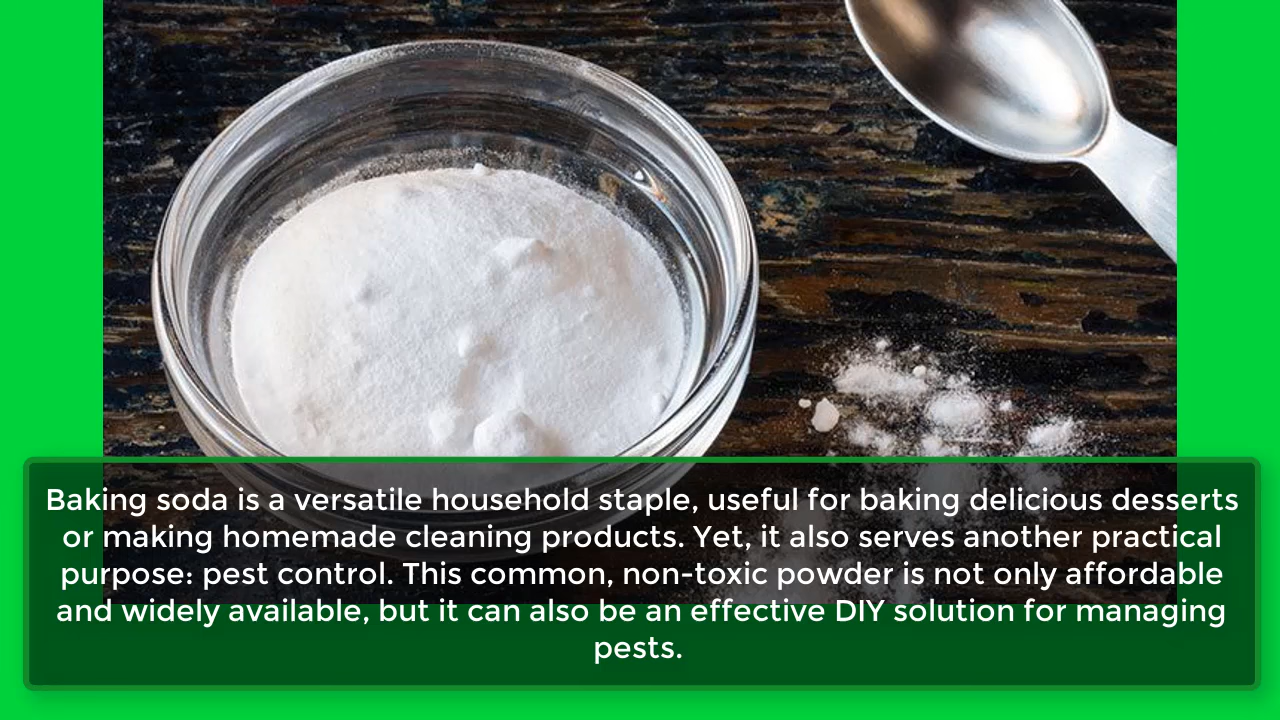 Baking soda is a versatile household staple, useful for baking delicious desserts
or making homemade cleaning products. Yet, it also serves another practical
purpose: pest control. This common, non-toxic powder is not only affordable
and widely available, but it can also be an effective DIY solution for managing
pests.